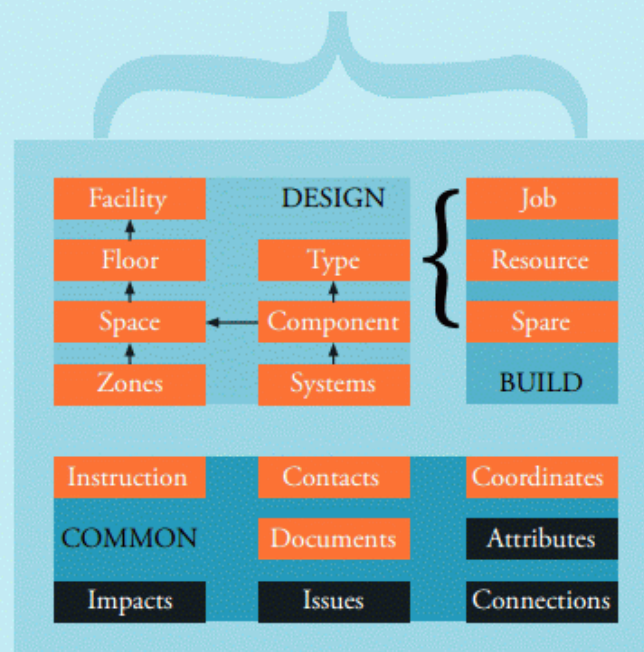 Facility
DESIGN
Job
Floor
Type
Resource
Space
Component
Spare
Zones
Systems
BUILD
Instruction
Contacts
Coordinates
COMMON
Documents
Attributes
Impacts
Issues
Connections